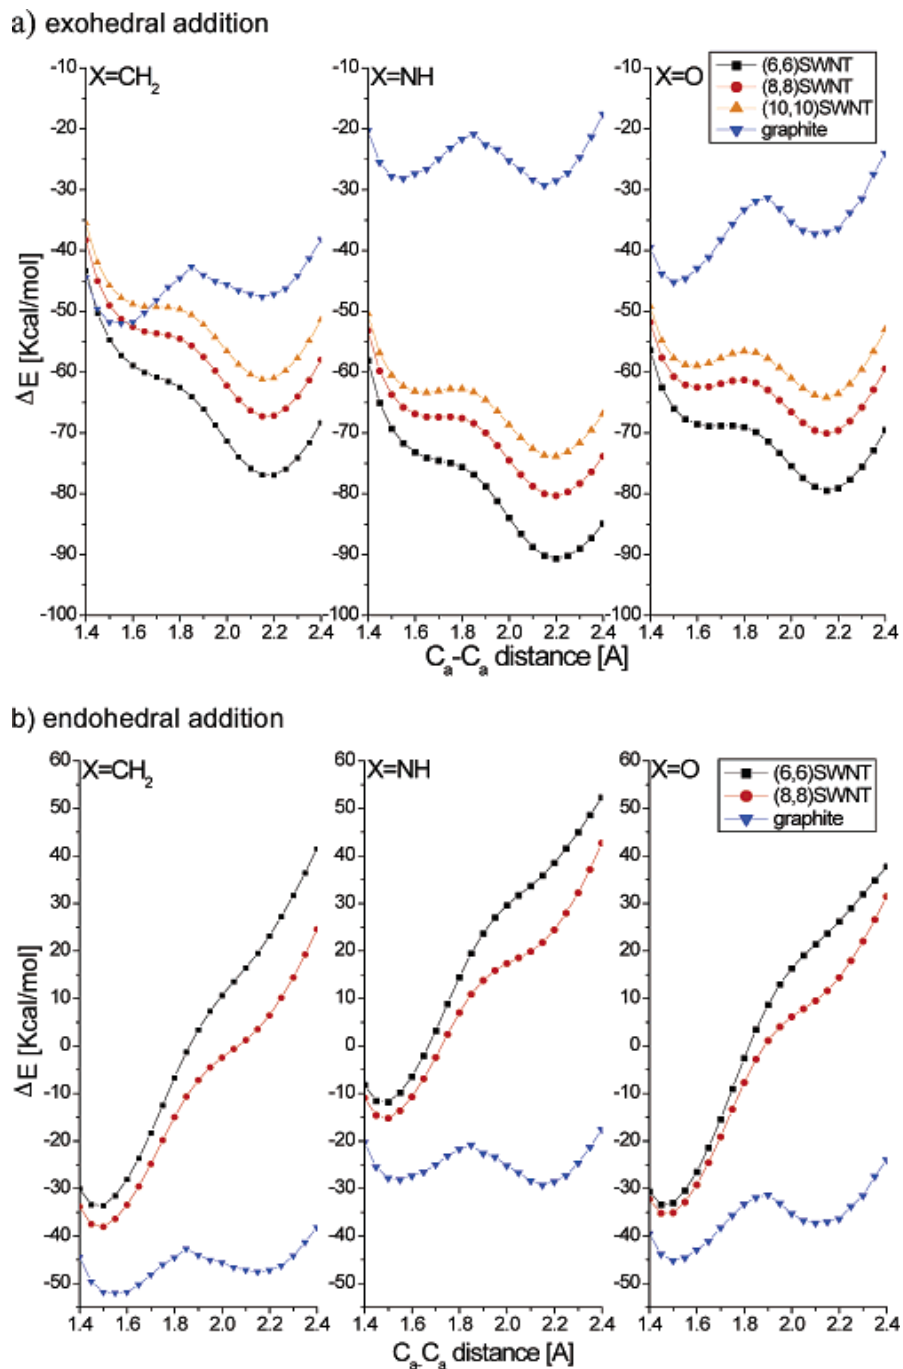 a) exohedral addition
X=CH2 X=NH X=O
(6,6)SWNT
(8,8)SWNT
(10,10)SWNT
graphite
-10 -10 -10
-20 -20 -20
-30 -30 -30
-40 -40 -40
-50 -50 -50
-60 -60 -60
-70 -70 -70
-80 -80 -80
-90 -90 -90
-100 -100 -100
ΔE [Kcal/mol]
1.4 1.6 1.8 2.0 2.2 2.4 1.4 1.6 1.8 2.0 2.2 2.4 1.4 1.6 1.8 2.0 2.2 2.4
Ca-Ca distance [A]
b) endohedral addition
X=CH2 X=NH X=O
(6,6)SWNT
(8,8)SWNT
graphite
60 60 60
50 50 50
40 40 40
30 30 30
20 20 20
10 10 10
0 0 0
-10 -10 -10
-20 -20 -20
-30 -30 -30
-40 -40 -40
-50 -50 -50
ΔE [Kcal/mol]
1.4 1.6 1.8 2.0 2.2 2.4 1.4 1.6 1.8 2.0 2.2 2.4 1.4 1.6 1.8 2.0 2.2 2.4
Ca-Ca distance [A]